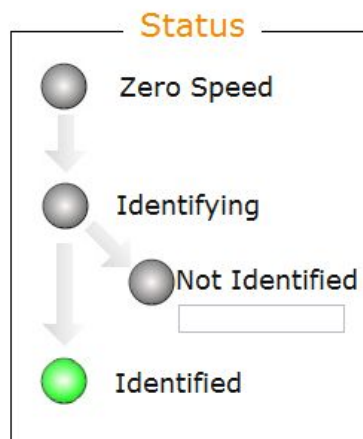 Status
Zero Speed
Identifying
Not Identified
Identified